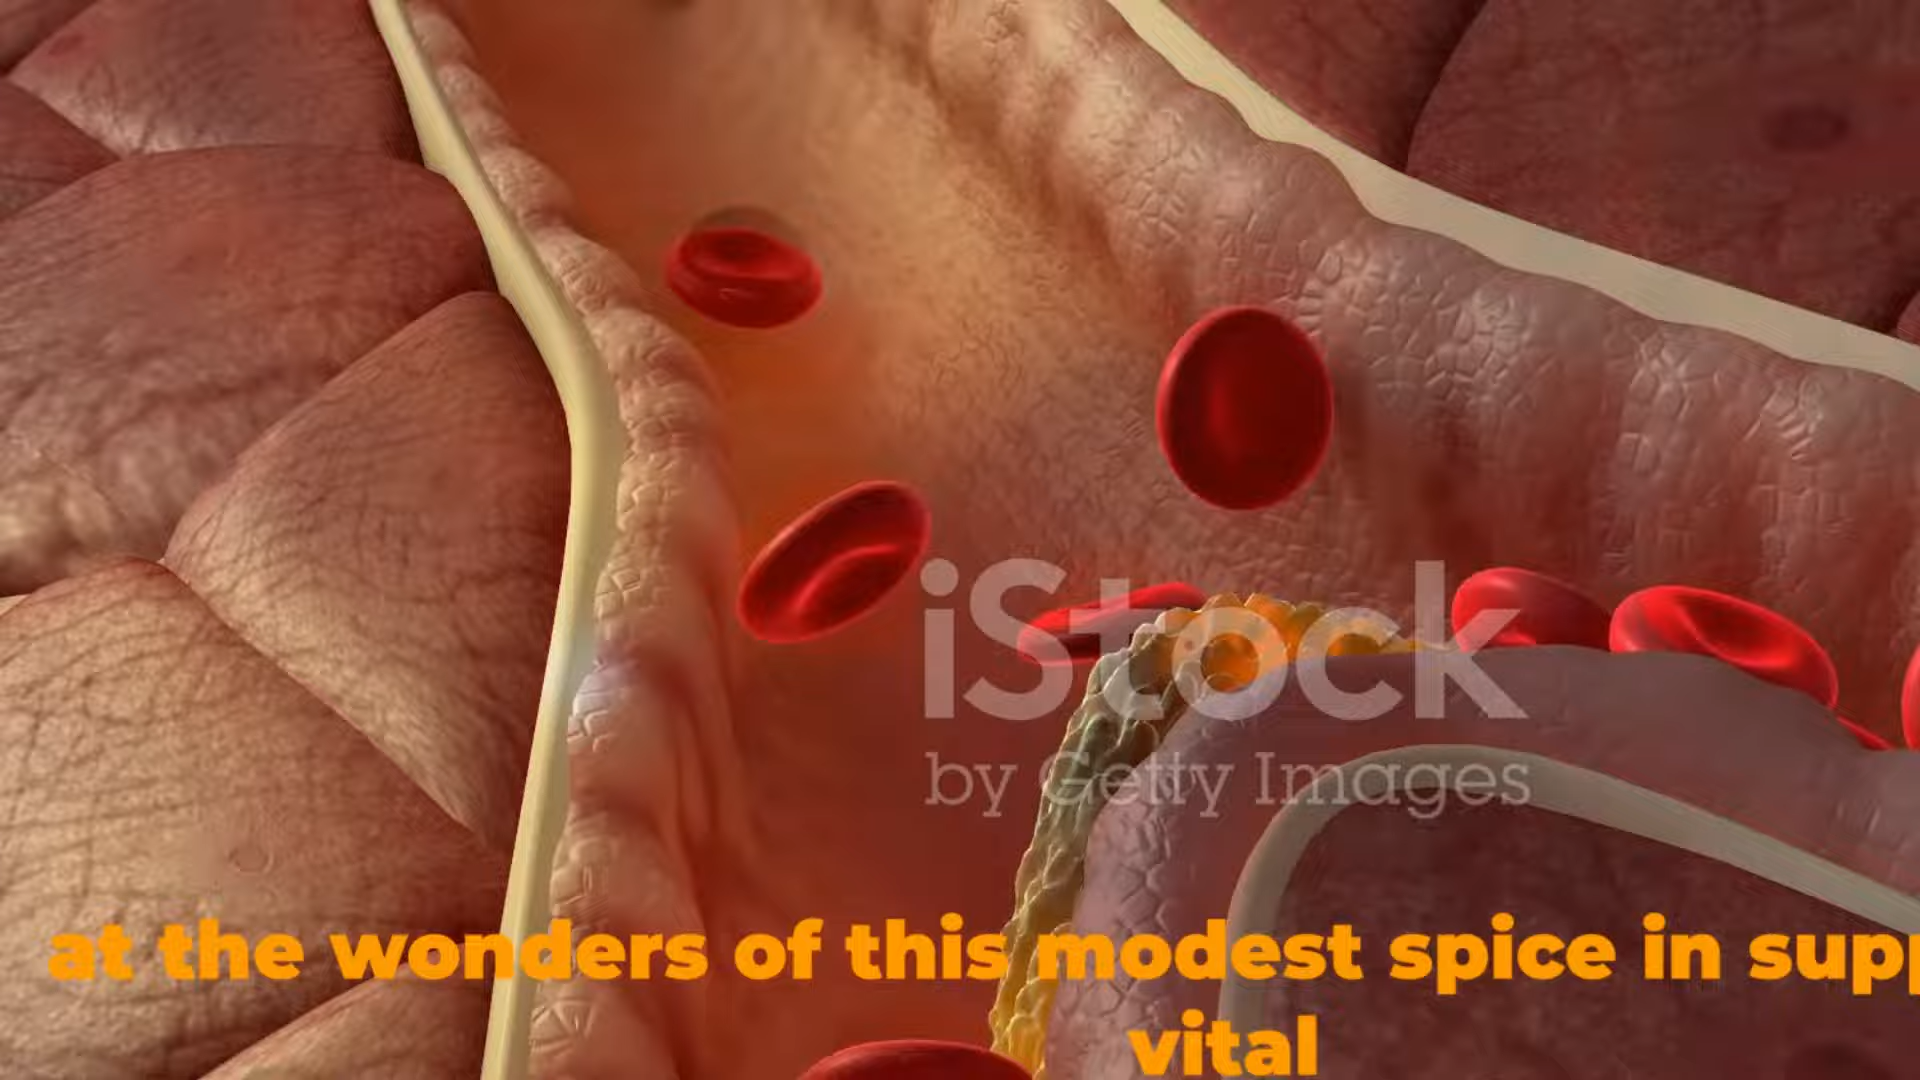 iStock
by Getty Images
at the wonders of this modest spice in supp
vital